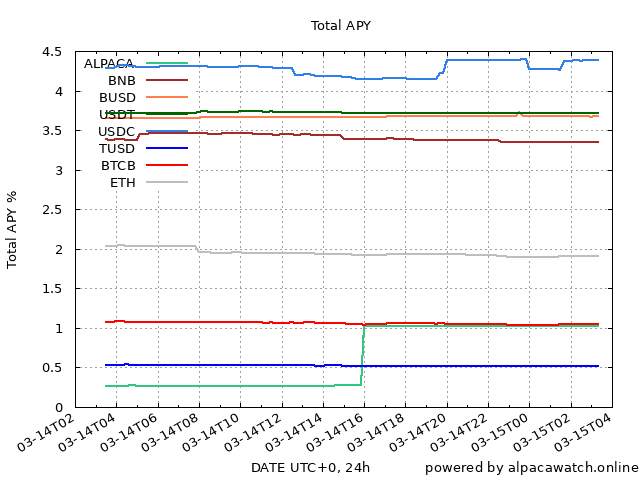 Total APY
Total APY %
4.5
4
3.5
3
2.5
2
1.5
1
0.5
0
ALPACA
BNB
BUSD
USDT
USDC
TUSD
BTCB
ETH
03-14T02
03-14T04
03-14T06
03-14T08
03-14T10
03-14T12
03-14T14
03-14T16
03-14T18
03-14T20
03-14T22
03-15T00
03-15T02
03-15T04
DATE UTC+0, 24h
powered by alpacawatch.online